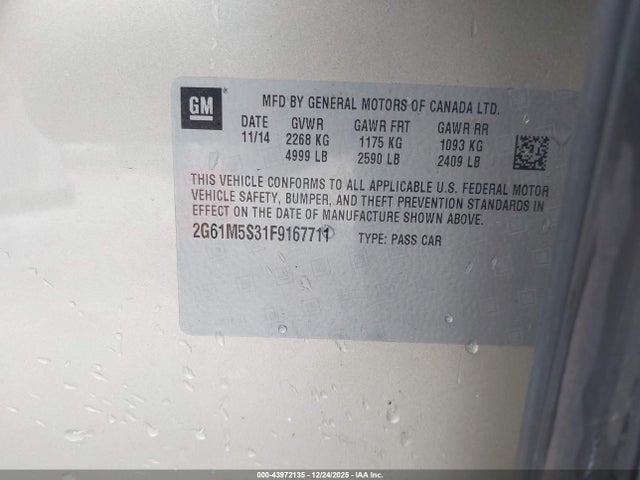 GM
MFD BY GENERAL MOTORS OF CANADA LTD.
DATE GVWR GAWR FRT GAWR RR
11/14 2268 KG 1175 KG 1093 KG
4999 LB 2590 LB 2409 LB
THIS VEHICLE CONFORMS TO ALL APPLICABLE U.S. FEDERAL MOTOR
VEHICLE SAFETY, BUMPER, AND THEFT PREVENTION STANDARDS IN
EFFECT ON THE DATE OF MANUFACTURE SHOWN ABOVE.
2G61M5S31F9167711 TYPE: PASS CAR
© -- 43972135 -- 12/24/2025 -- IAA Inc.